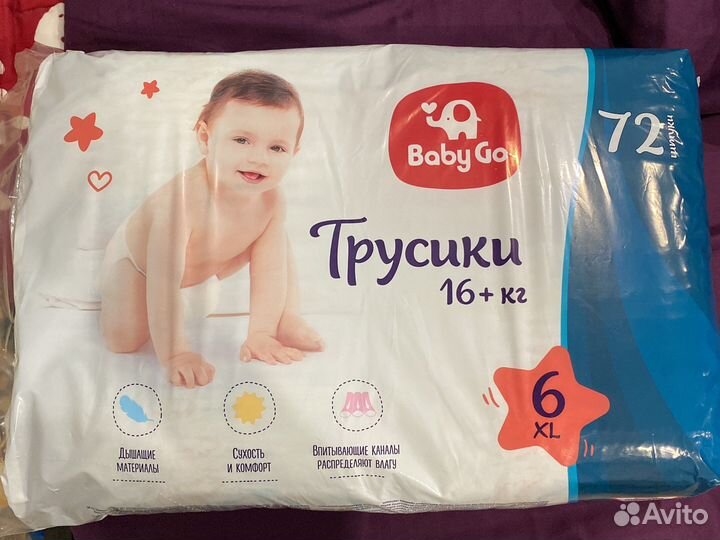 Baby Go
72
штуки
Трусики
16+ кг
6
XL
Дышащие
материалы
Сухость
и комфорт
Впитывающие каналы
распределяют влагу
Avito